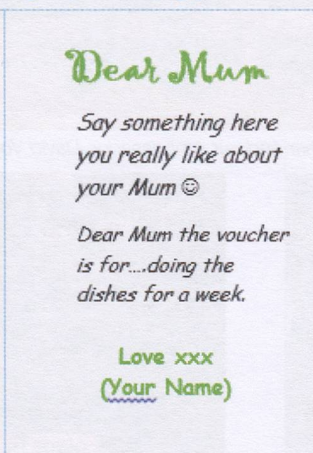 Dear Mum
Say something here
you really like about
your Mum ☺
Dear Mum the voucher
is for....doing the
dishes for a week.
Love xxx
(Your Name)